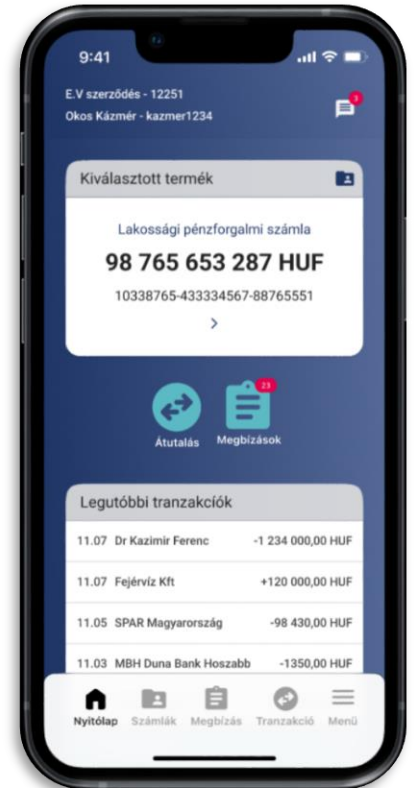 9:41
E.V szerződés - 12251
Okos Kázmér - kazmer1234
3
Kiválasztott termék
Lakossági pénzforgalmi számla
98 765 653 287 HUF
10338765-433334567-88765551
23
Átutalás Megbízások
Legutóbbi tranzakcíók
11.07 Dr Kazimir Ferenc -1 234 000,00 HUF
11.07 Fejérvíz Kft +120 000,00 HUF
11.05 SPAR Magyarország -98 430,00 HUF
11.03 MBH Duna Bank Hoszabb -1350,00 HUF
Nyitólap Számlák Megbízás Tranzakció Menü